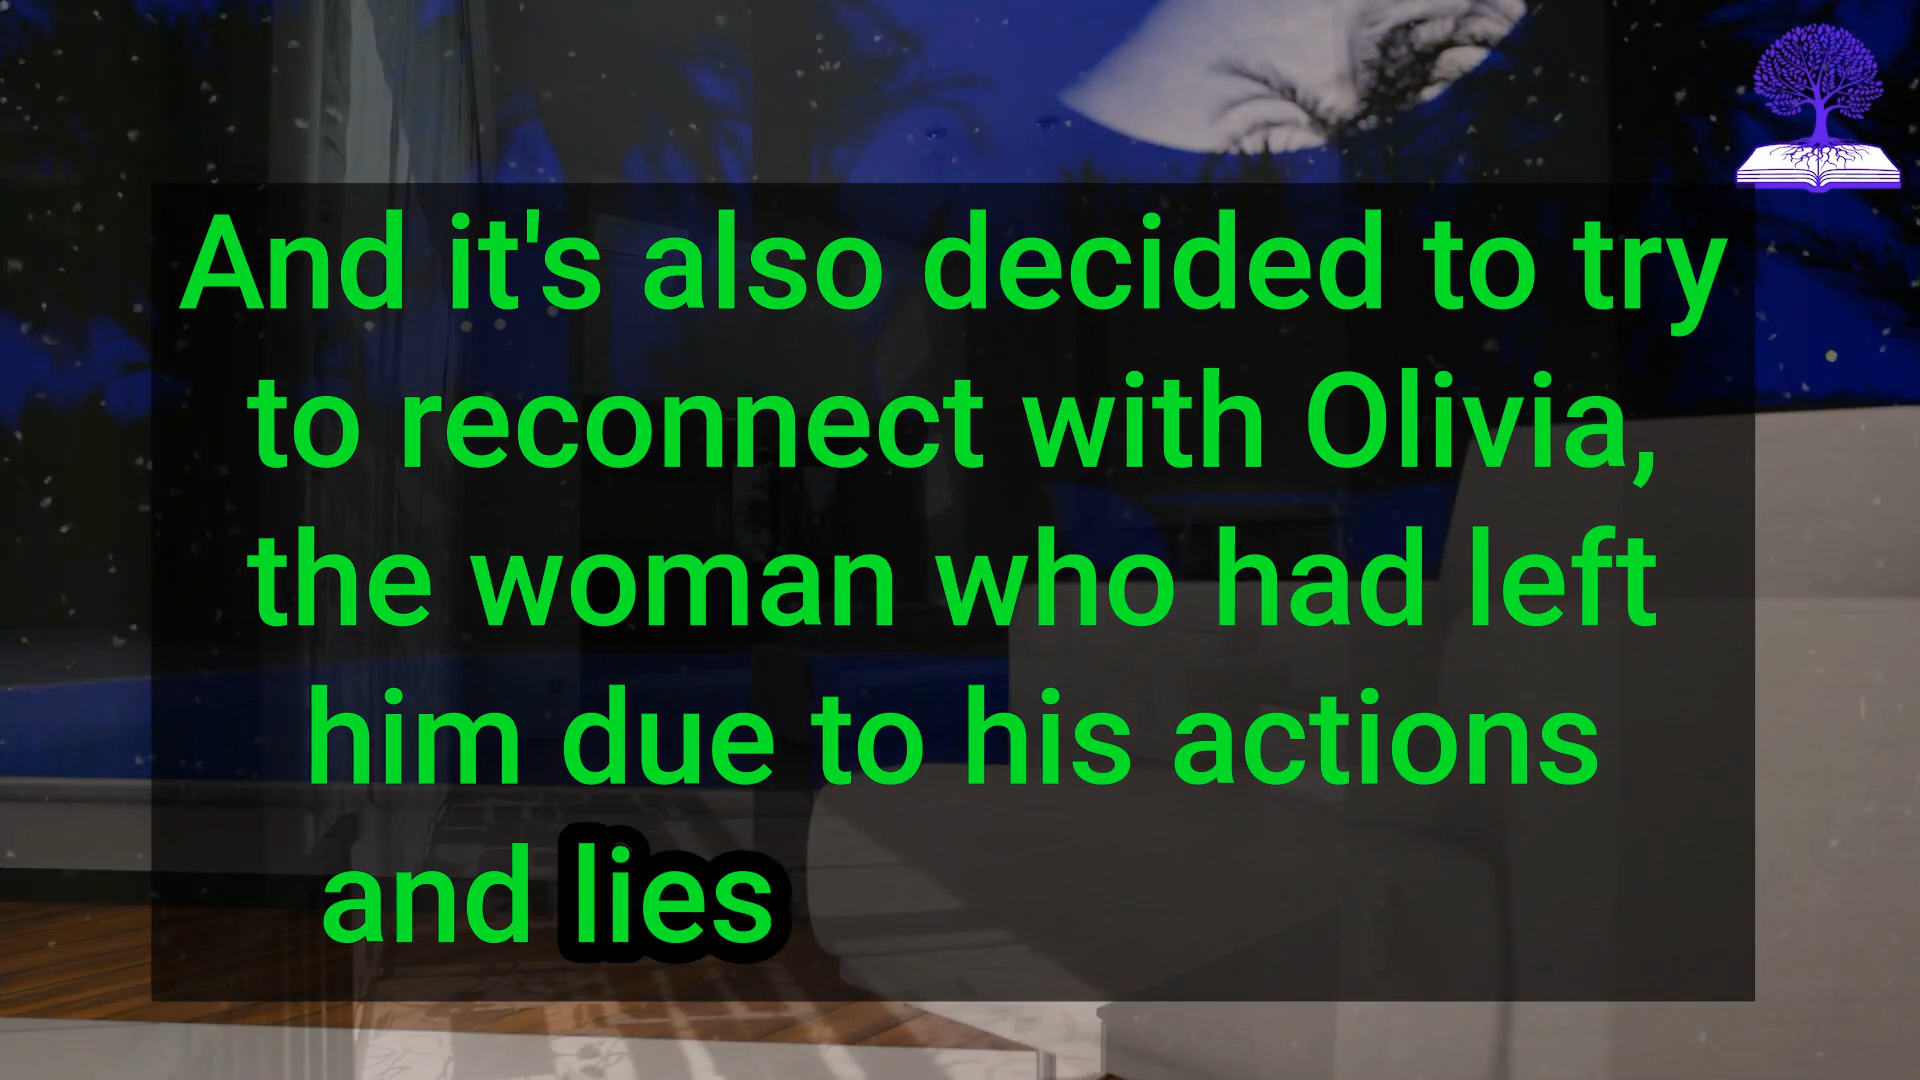 And it's also decided to try
to reconnect with Olivia,
the woman who had left
him due to his actions
and lies